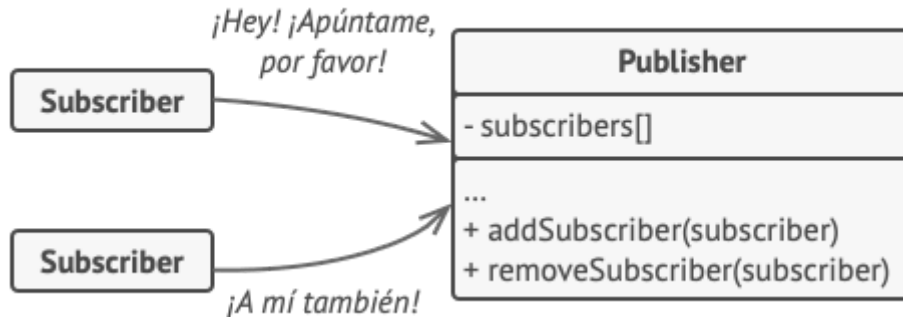 ¡Hey! ¡Apúntame,
por favor!
Subscriber
Subscriber
¡A mí también!
Publisher
- subscribers[]
...
+ addSubscriber(subscriber)
+ removeSubscriber(subscriber)